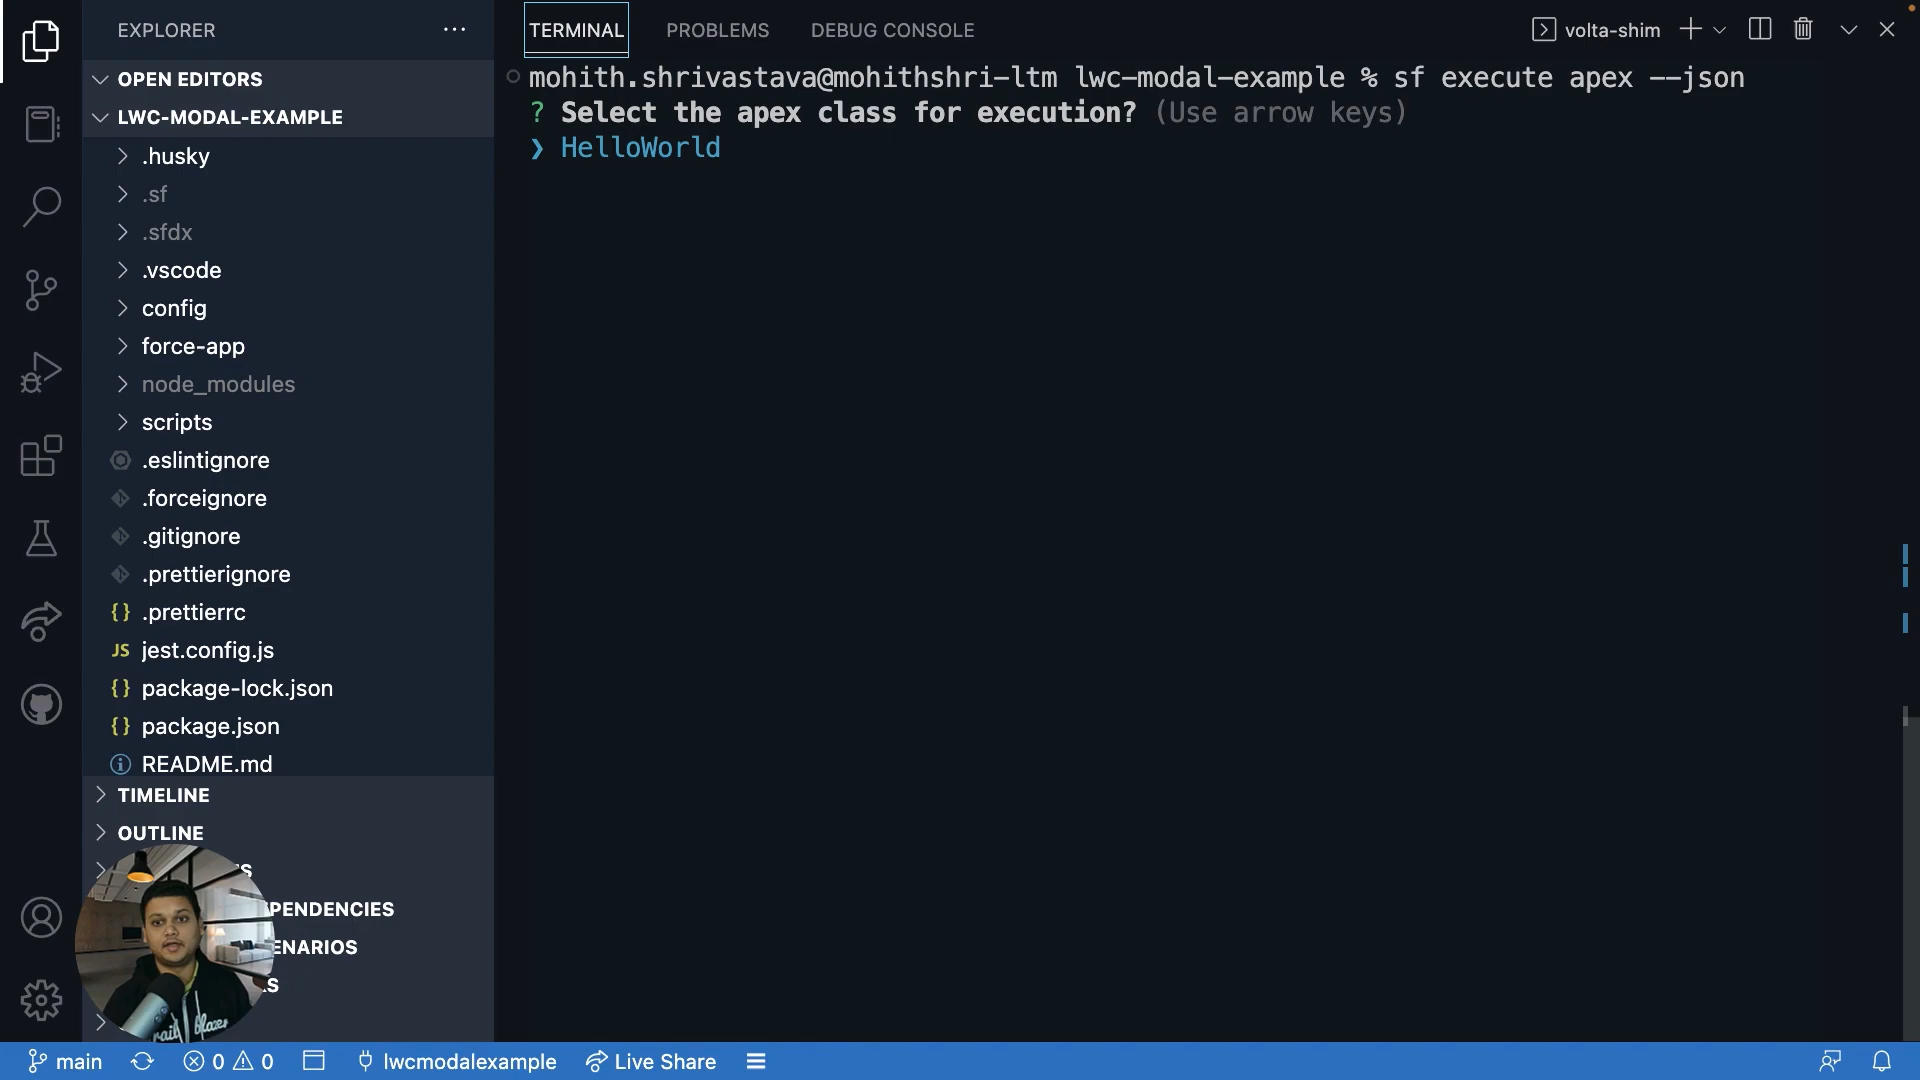 EXPLORER
OPEN EDITORS
LWC-MODAL-EXAMPLE
.husky
.sf
.sfdx
.vscode
config
force-app
node_modules
scripts
.eslintignore
.forceignore
.gitignore
.prettierignore
{} .prettierrc
JS jest.config.js
{} package-lock.json
{} package.json
README.md
TIMELINE
OUTLINE
S
PENDENCIES
ENARIOS
KS
TERMINAL PROBLEMS DEBUG CONSOLE volta-shim
mohith.shrivastava@mohithshri-ltm lwc-modal-example % sf execute apex --json
? Select the apex class for execution? (Use arrow keys)
❯ HelloWorld
main 0 0 lwcmodalexample Live Share